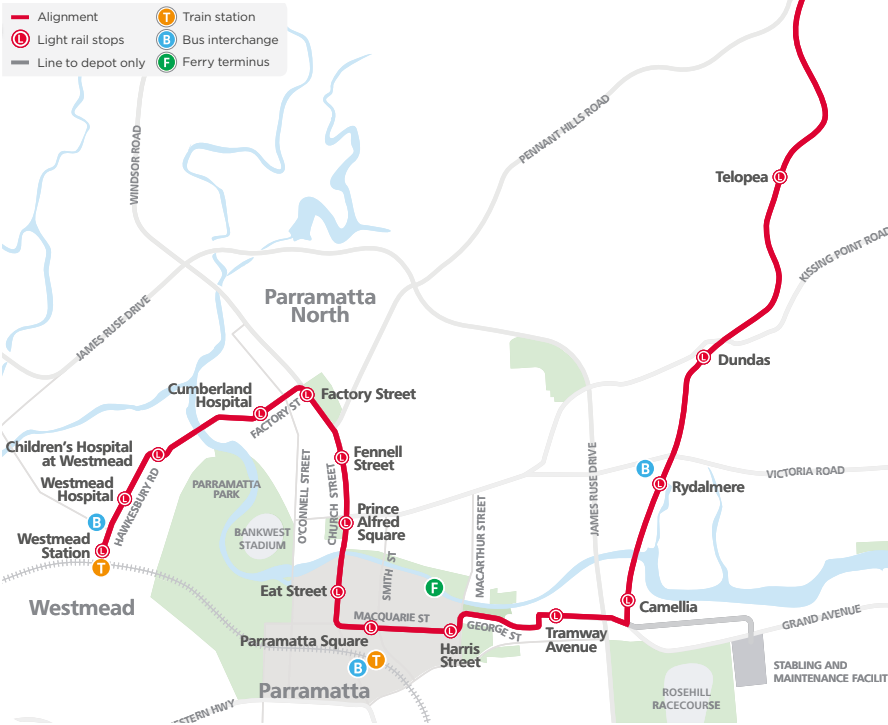 Alignment
Light rail stops
Line to depot only
T Train station
B Bus interchange
F Ferry terminus
WINDSOR ROAD
PENNANT HILLS ROAD
Telopea
KISSING POINT ROAD
Parramatta
North
JAMES RUSE DRIVE
Dundas
Cumberland
Hospital
Factory Street
FACTORY ST
Children's Hospital
at Westmead
Fennell
Street
O'CONNELL STREET
CHURCH STREET
JAMES RUSE DRIVE
VICTORIA ROAD
B
Rydalmere
Westmead
Hospital
HAWKESBURY RD
PARRAMATTA
PARK
B
Prince
Alfred
Square
MACARTHUR STREET
Westmead
Station
T
BANKWEST
STADIUM
SMITH ST
F
Eat Street
Westmead
Camellia
MACQUARIE ST
GEORGE ST
GRAND AVENUE
Parramatta Square
Harris
Street
Tramway
Avenue
B
T
Parramatta
STABLING AND
MAINTENANCE FACILIT
ROSEHILL
RACECOURSE
ESTERN HWY